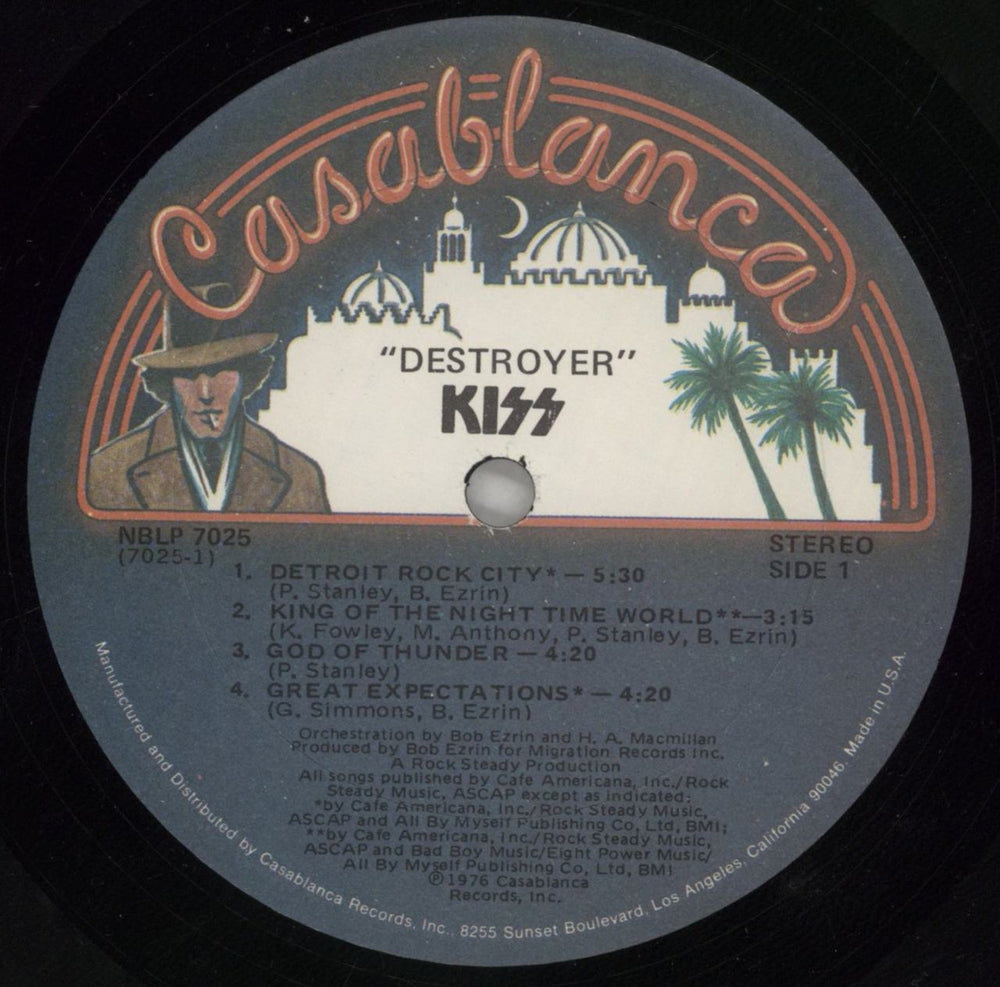 Casablanca
"DESTROYER"
KISS
NBLP 7025
(7025-1)
STEREO
SIDE 1
1. DETROIT ROCK CITY* — 5:30
(P. Stanley, B. Ezrin)
2. KING OF THE NIGHT TIME WORLD**—3:15
(K. Fowley, M. Anthony, P. Stanley, B. Ezrin)
3. GOD OF THUNDER — 4:20
(P. Stanley)
4. GREAT EXPECTATIONS* — 4:20
(G. Simmons, B. Ezrin)
Orchestration by Bob Ezrin and H. A. Macmillan
Produced by Bob Ezrin for Migration Records Inc.
A Rock Steady Production
All songs published by Cafe Americana, Inc./Rock
Steady Music, ASCAP except as indicated:
*by Cafe Americana, Inc./Rock Steady Music,
ASCAP and All By Myself Publishing Co, Ltd, BMI;
**by Cafe Americana, Inc./Rock Steady Music,
ASCAP and Bad Boy Music/Eight Power Music/
All By Myself Publishing Co, Ltd, BMI
℗1976 Casablanca
Records, Inc.
Manufactured and Distributed by Casablanca Records, Inc., 8255 Sunset Boulevard, Los Angeles, California 90046. Made in U.S.A.